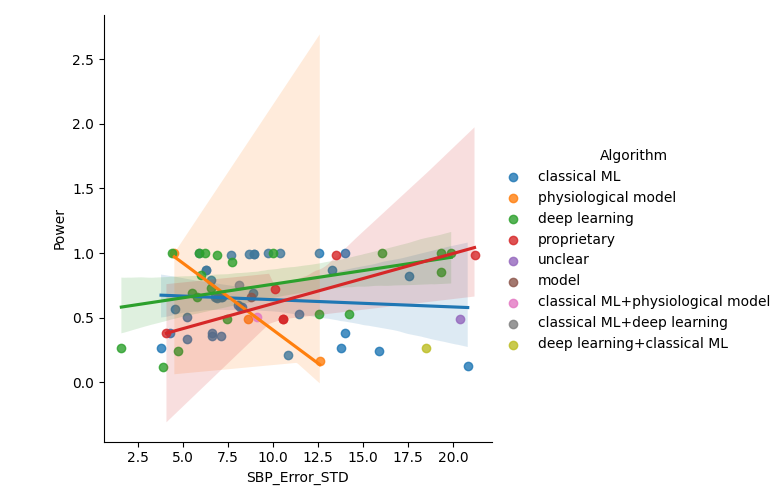 Power
2.5
2.0
1.5
1.0
0.5
0.0
2.5 5.0 7.5 10.0 12.5 15.0 17.5 20.0
SBP_Error_STD
Algorithm
classical ML
physiological model
deep learning
proprietary
unclear
model
classical ML+physiological model
classical ML+deep learning
deep learning+classical ML